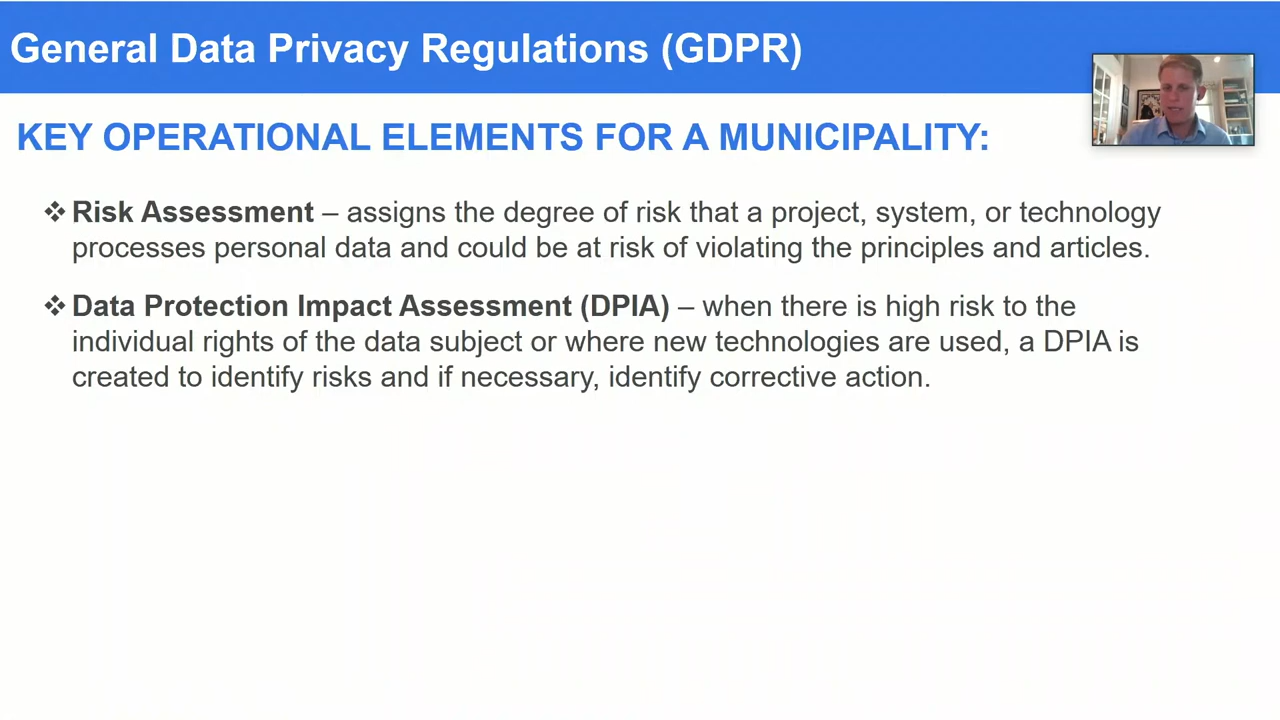 General Data Privacy Regulations (GDPR)
KEY OPERATIONAL ELEMENTS FOR A MUNICIPALITY:
❖ Risk Assessment – assigns the degree of risk that a project, system, or technology
processes personal data and could be at risk of violating the principles and articles.
❖ Data Protection Impact Assessment (DPIA) – when there is high risk to the
individual rights of the data subject or where new technologies are used, a DPIA is
created to identify risks and if necessary, identify corrective action.